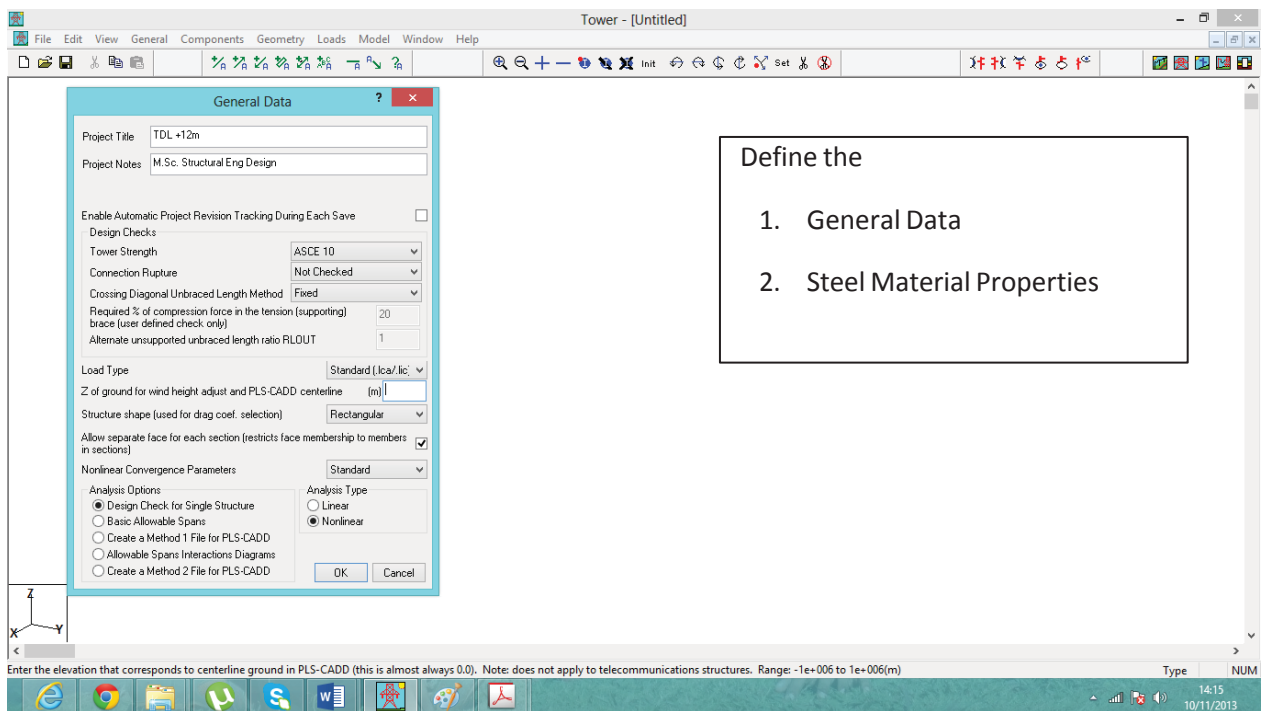 Tower - [Untitled]
File Edit View General Components Geometry Loads Model Window Help
Init Set
General Data ?
Project Title TDL +12m
Project Notes M.Sc. Structural Eng Design
Enable Automatic Project Revision Tracking During Each Save
Design Checks
Tower Strength ASCE 10
Connection Rupture Not Checked
Crossing Diagonal Unbraced Length Method Fixed
Required % of compression force in the tension (supporting)
brace (user defined check only) 20
Alternate unsupported unbraced length ratio RLOUT 1
Load Type Standard (.lca/.lic)
Z of ground for wind height adjust and PLS-CADD centerline (m)
Structure shape (used for drag coef. selection) Rectangular
Allow separate face for each section (restricts face membership to members
in sections)
Nonlinear Convergence Parameters Standard
Analysis Options
Design Check for Single Structure
Basic Allowable Spans
Create a Method 1 File for PLS-CADD
Allowable Spans Interactions Diagrams
Create a Method 2 File for PLS-CADD
Analysis Type
Linear
Nonlinear
OK Cancel
Define the
1. General Data
2. Steel Material Properties
Z
X Y
Enter the elevation that corresponds to centerline ground in PLS-CADD (this is almost always 0.0). Note: does not apply to telecommunications structures. Range: -1e+006 to 1e+006(m) Type NUM
14:15
10/11/2013